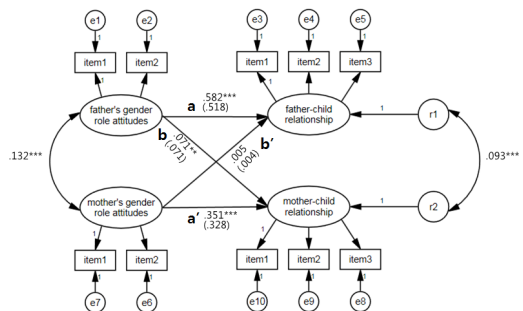 e1
e2
e3
e4
e5
1
1
1
1
1
item1
item2
item1
item2
item3
1
1
father's gender
role attitudes
a
.582***
(.518)
father-child
relationship
1
r1
b
.071**
(.071)
.005
(.004)
b′
.132***
.093***
mother's gender
role attitudes
a′
.351***
(.328)
mother-child
relationship
1
r2
1
1
item1
item2
item1
item2
item3
1
1
1
1
1
e7
e6
e10
e9
e8